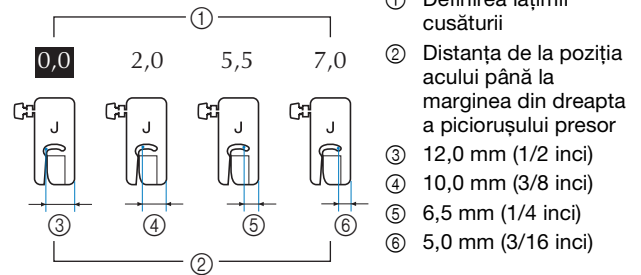 ①
0,0 2,0 5,5 7,0
J J J J
③ ④ ⑤ ⑥
②
① Definirea lățimii
cusăturii
② Distanța de la poziția
acului până la
marginea din dreapta
a piciorușului presor
③ 12,0 mm (1/2 inci)
④ 10,0 mm (3/8 inci)
⑤ 6,5 mm (1/4 inci)
⑥ 5,0 mm (3/16 inci)